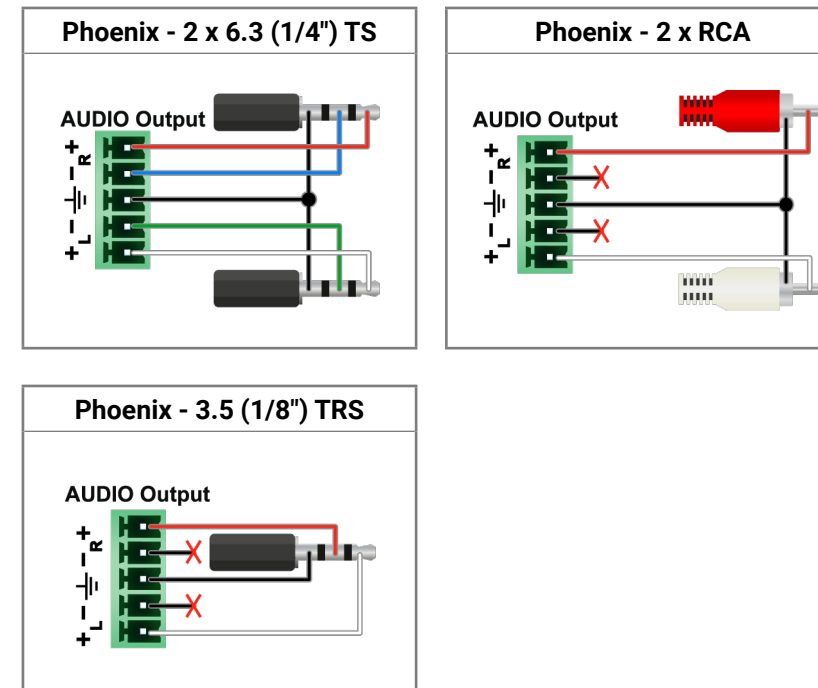 Phoenix - 2 x 6.3 (1/4") TS
AUDIO Output
+
R
-
-
L
+
Phoenix - 2 x RCA
AUDIO Output
+
R
-
-
L
+
Phoenix - 3.5 (1/8") TRS
AUDIO Output
+
R
-
-
L
+